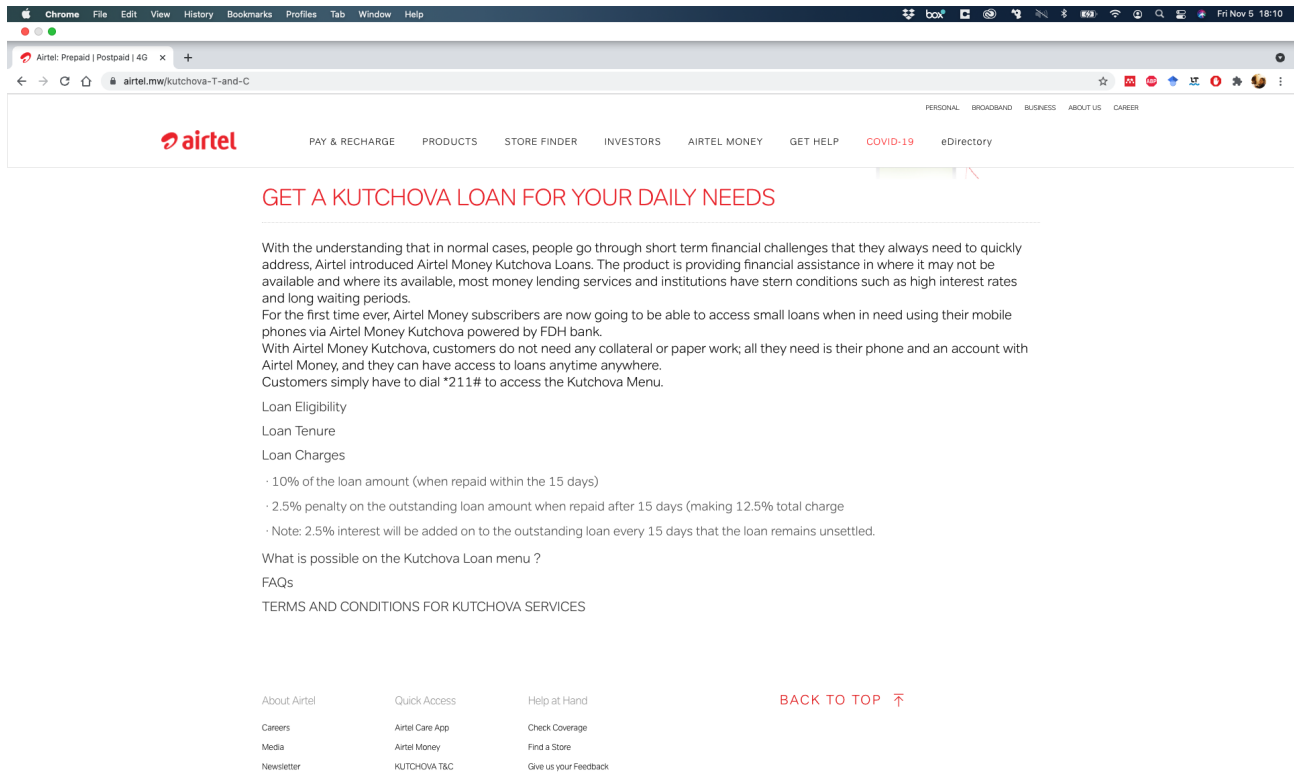 Chrome File Edit View History Bookmarks Profiles Tab Window Help
box
Fri Nov 5 18:10
Airtel: Prepaid | Postpaid | 4G
airtel.mw/kutchova-T-and-C
ABP
LT
PERSONAL BROADBAND BUSINESS ABOUT US CAREER
airtel
PAY & RECHARGE PRODUCTS STORE FINDER INVESTORS AIRTEL MONEY GET HELP COVID-19 eDirectory
GET A KUTCHOVA LOAN FOR YOUR DAILY NEEDS
With the understanding that in normal cases, people go through short term financial challenges that they always need to quickly
address, Airtel introduced Airtel Money Kutchova Loans. The product is providing financial assistance in where it may not be
available and where its available, most money lending services and institutions have stern conditions such as high interest rates
and long waiting periods.
For the first time ever, Airtel Money subscribers are now going to be able to access small loans when in need using their mobile
phones via Airtel Money Kutchova powered by FDH bank.
With Airtel Money Kutchova, customers do not need any collateral or paper work; all they need is their phone and an account with
Airtel Money, and they can have access to loans anytime anywhere.
Customers simply have to dial *211# to access the Kutchova Menu.
Loan Eligibility
Loan Tenure
Loan Charges
· 10% of the loan amount (when repaid within the 15 days)
· 2.5% penalty on the outstanding loan amount when repaid after 15 days (making 12.5% total charge
· Note: 2.5% interest will be added on to the outstanding loan every 15 days that the loan remains unsettled.
What is possible on the Kutchova Loan menu ?
FAQs
TERMS AND CONDITIONS FOR KUTCHOVA SERVICES
About Airtel Quick Access Help at Hand BACK TO TOP
Careers Airtel Care App Check Coverage
Media Airtel Money Find a Store
Newsletter KUTCHOVA T&C Give us your Feedback